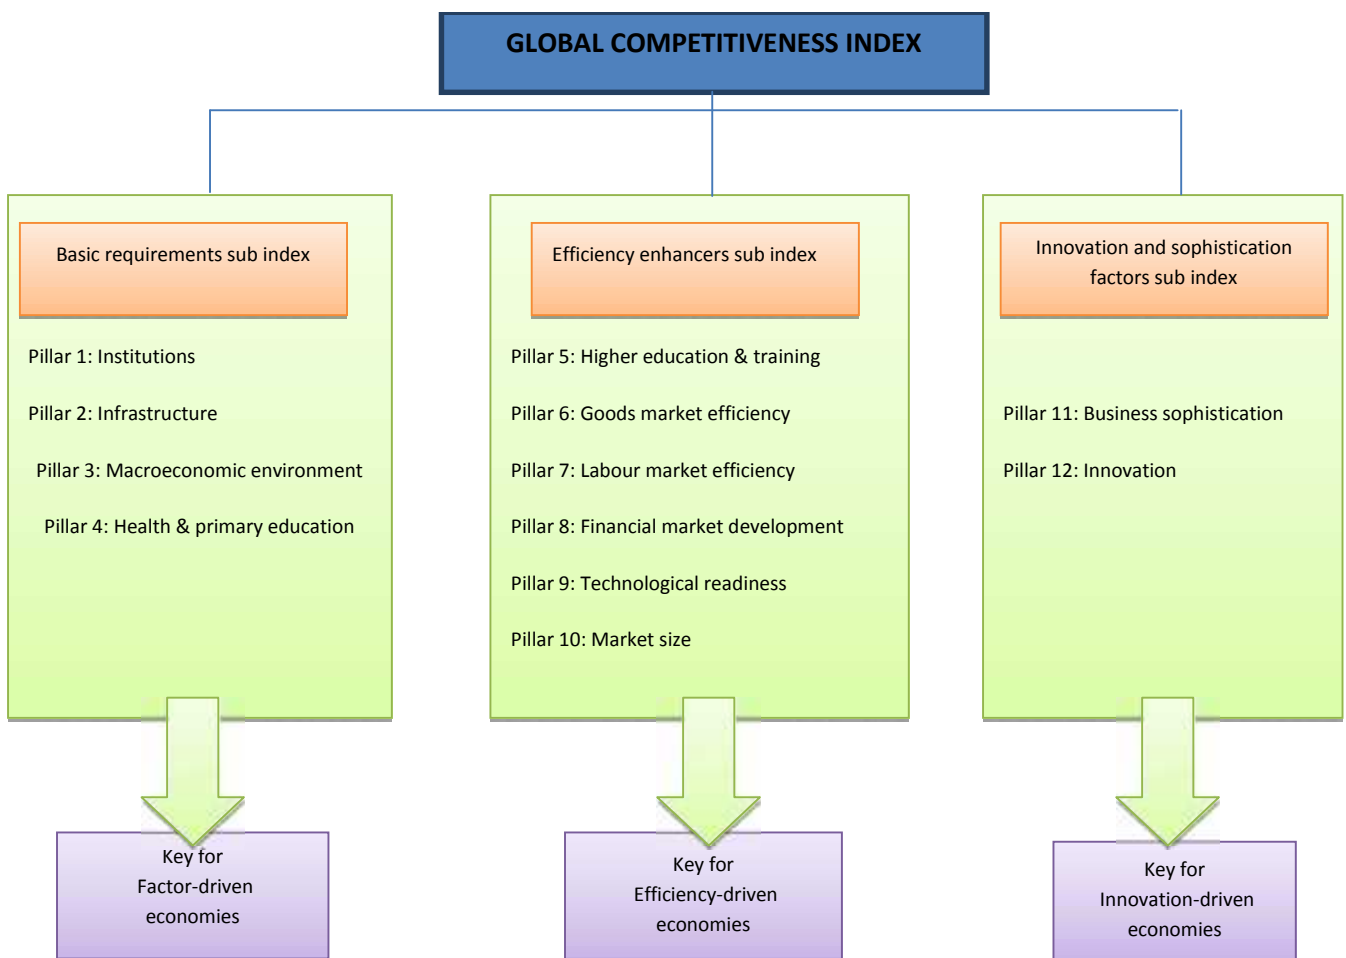 GLOBAL COMPETITIVENESS INDEX
Basic requirements sub index
Pillar 1: Institutions
Pillar 2: Infrastructure
Pillar 3: Macroeconomic environment
Pillar 4: Health & primary education
Key for
Factor-driven
economies
Efficiency enhancers sub index
Pillar 5: Higher education & training
Pillar 6: Goods market efficiency
Pillar 7: Labour market efficiency
Pillar 8: Financial market development
Pillar 9: Technological readiness
Pillar 10: Market size
Key for
Efficiency-driven
economies
Innovation and sophistication
factors sub index
Pillar 11: Business sophistication
Pillar 12: Innovation
Key for
Innovation-driven
economies